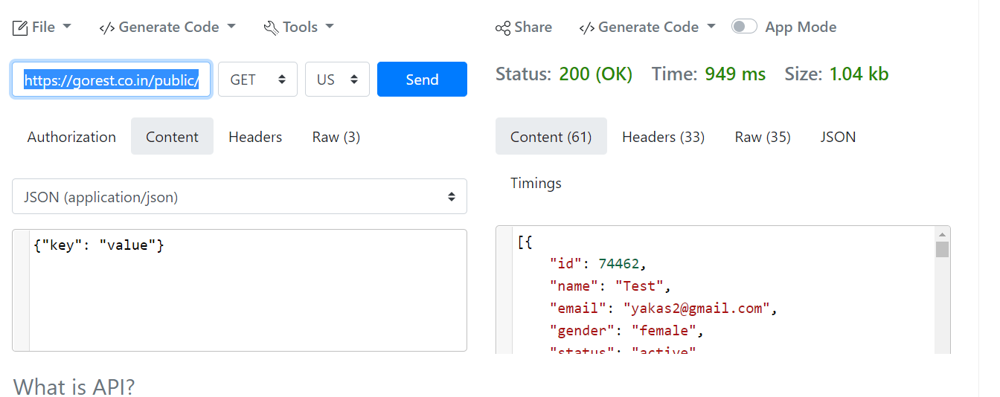 File
</> Generate Code
Tools
https://gorest.co.in/public/
GET
US
Send
Authorization
Content
Headers
Raw (3)
JSON (application/json)
{"key": "value"}
What is API?
Share
</> Generate Code
App Mode
Status: 200 (OK) Time: 949 ms Size: 1.04 kb
Content (61)
Headers (33)
Raw (35)
JSON
Timings
[{
"id": 74462,
"name": "Test",
"email": "yakas2@gmail.com",
"gender": "female",
"status": "active"